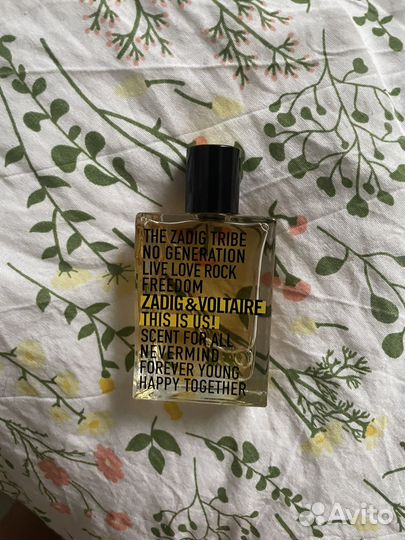 THE ZADIG TRIBE
NO GENERATION
LIVE LOVE ROCK
FREEDOM
ZADIG&VOLTAIRE
THIS IS US!
SCENT FOR ALL
NEVERMIND
FOREVER YOUNG
HAPPY TOGETHER
Avito